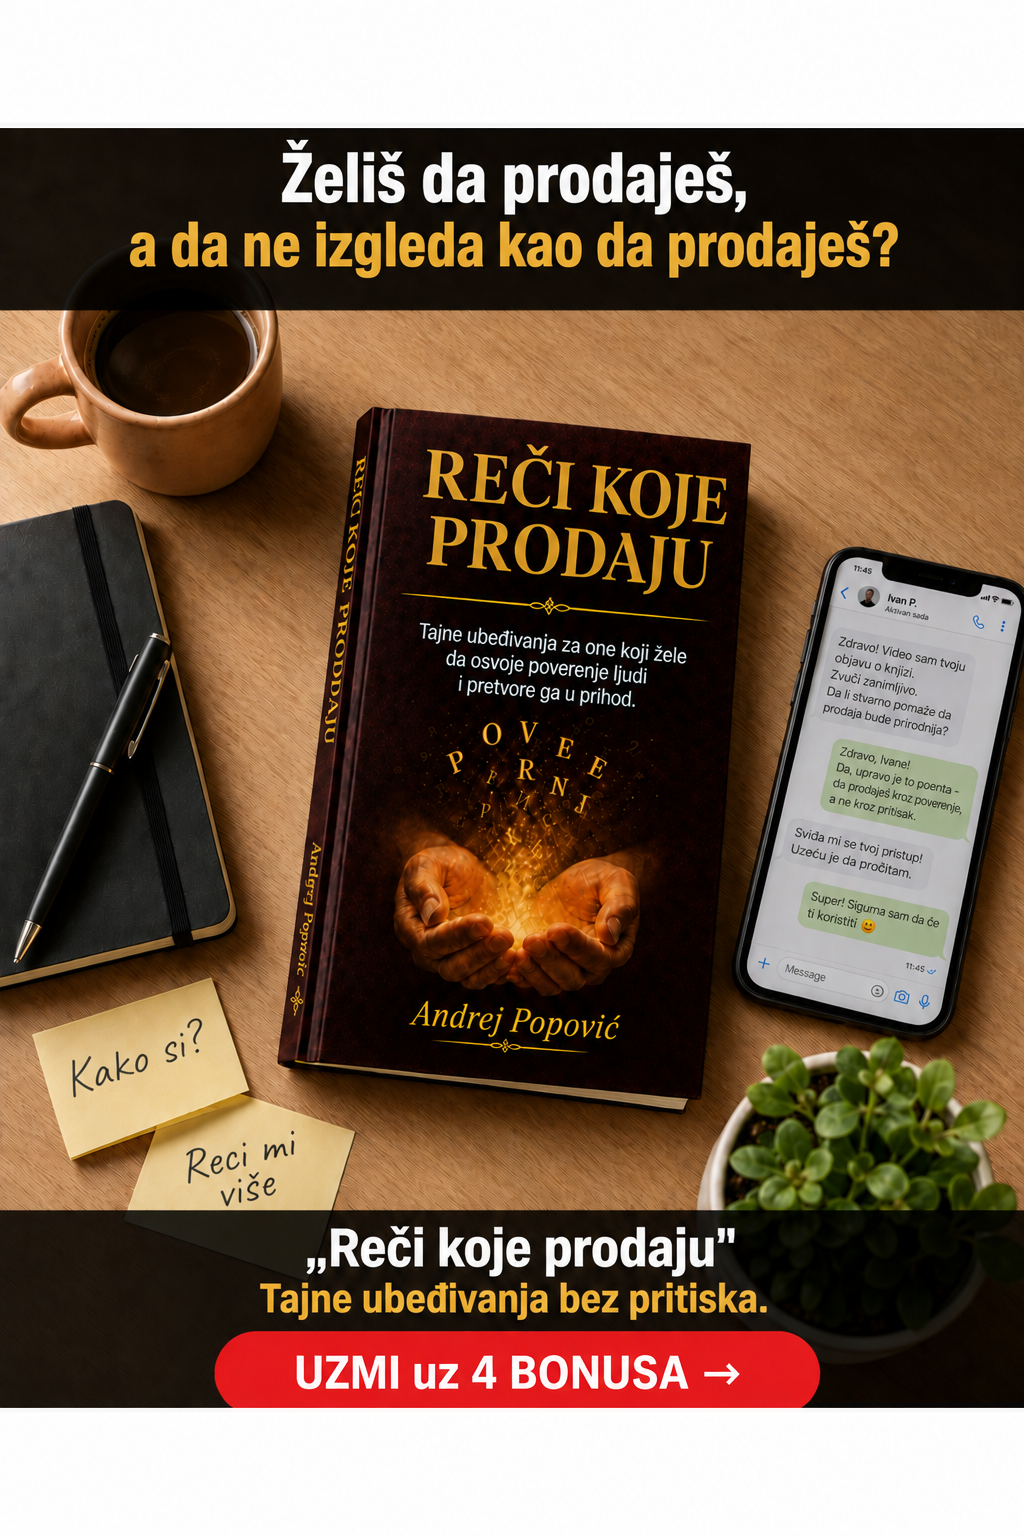 Želiš da prodaješ,
a da ne izgleda kao da prodaješ?
REČI KOJE
PRODAJU
Tajne ubeđivanja za one koji žele
da osvoje poverenje ljudi
i pretvore ga u prihod.
POVEE
RNJ
Andrej Popović
REČI KOJE PRODDAJU
11:45
Ivan P.
Zdravo! Video sam tvoju
objavu o knjizi.
Zvuči zanimljivo.
Da li stvarno pomaže da
prodaja bude prirodnija?
Zdravo, Ivane!
Da, upravo je to poenta -
da prodaješ kroz poverenje,
a ne kroz pritisak.
Sviđa mi se tvoj pristup!
Uzeću je da pročitam.
Super! Sigurna sam da će
ti koristiti 😊
11:45
Message
Kako si?
Reci mi
više
„Reči koje prodaju"
Tajne ubeđivanja bez pritiska.
UZMI uz 4 BONUSA →